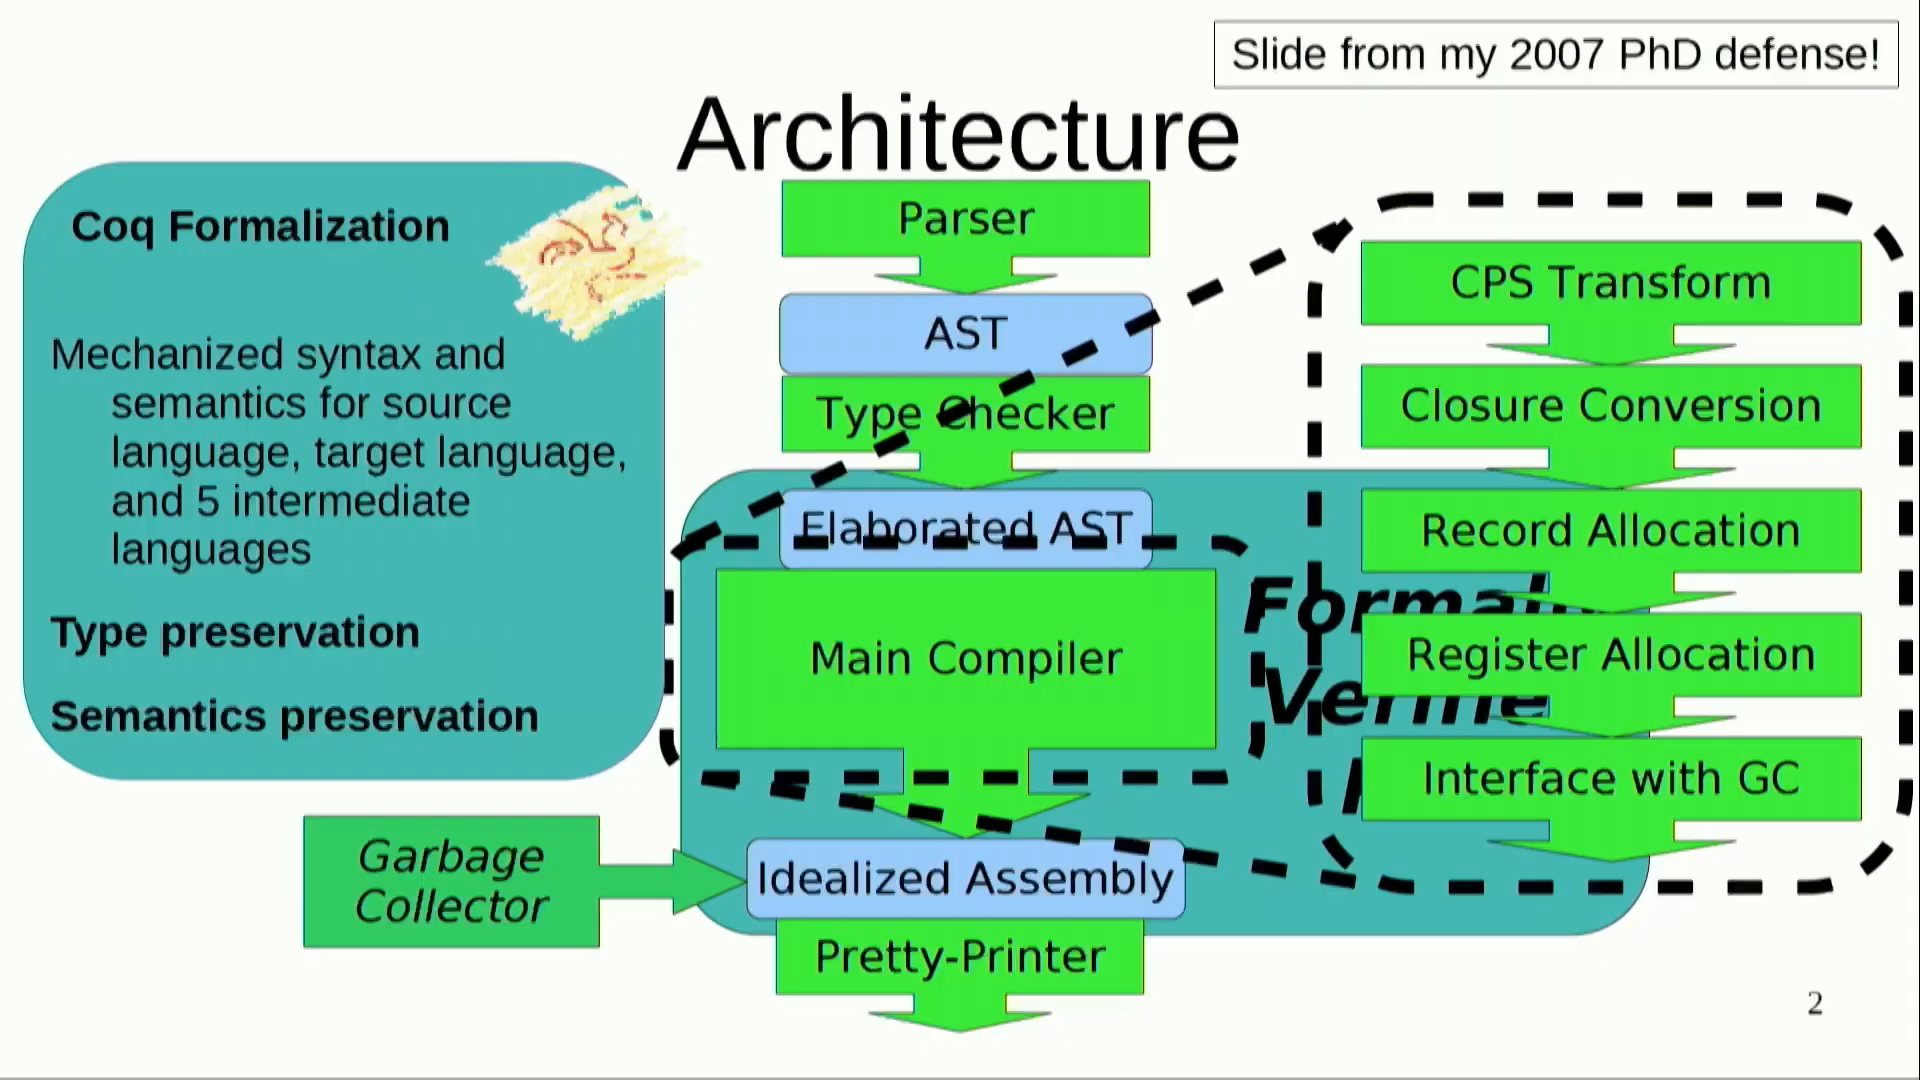 Slide from my 2007 PhD defense!
Architecture
Coq Formalization
Mechanized syntax and
semantics for source
language, target language,
and 5 intermediate
languages
Type preservation
Semantics preservation
Parser
AST
Type Checker
Elaborated AST
Main Compiler
Garbage
Collector
Idealized Assembly
Pretty-Printer
CPS Transform
Closure Conversion
Record Allocation
Register Allocation
Interface with GC
2